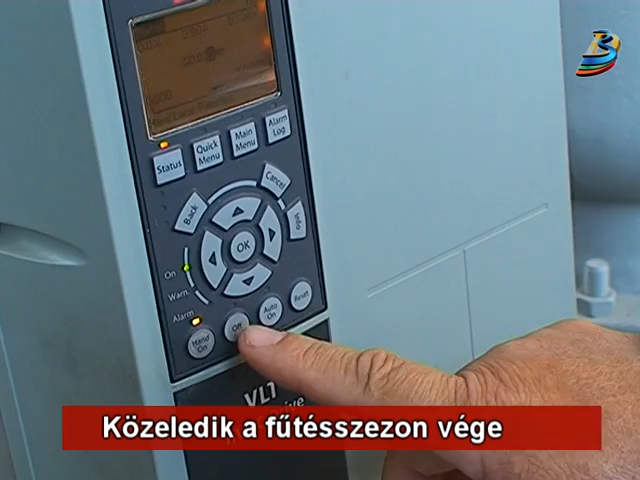 Status
Quick
Menu
Main
Menu
Alarm
Log
Back
Cancel
Info
OK
On
Warn.
Alarm
Hand
On
Off
Auto
On
Reset
VLT
Közeledik a fűtésszezon vége